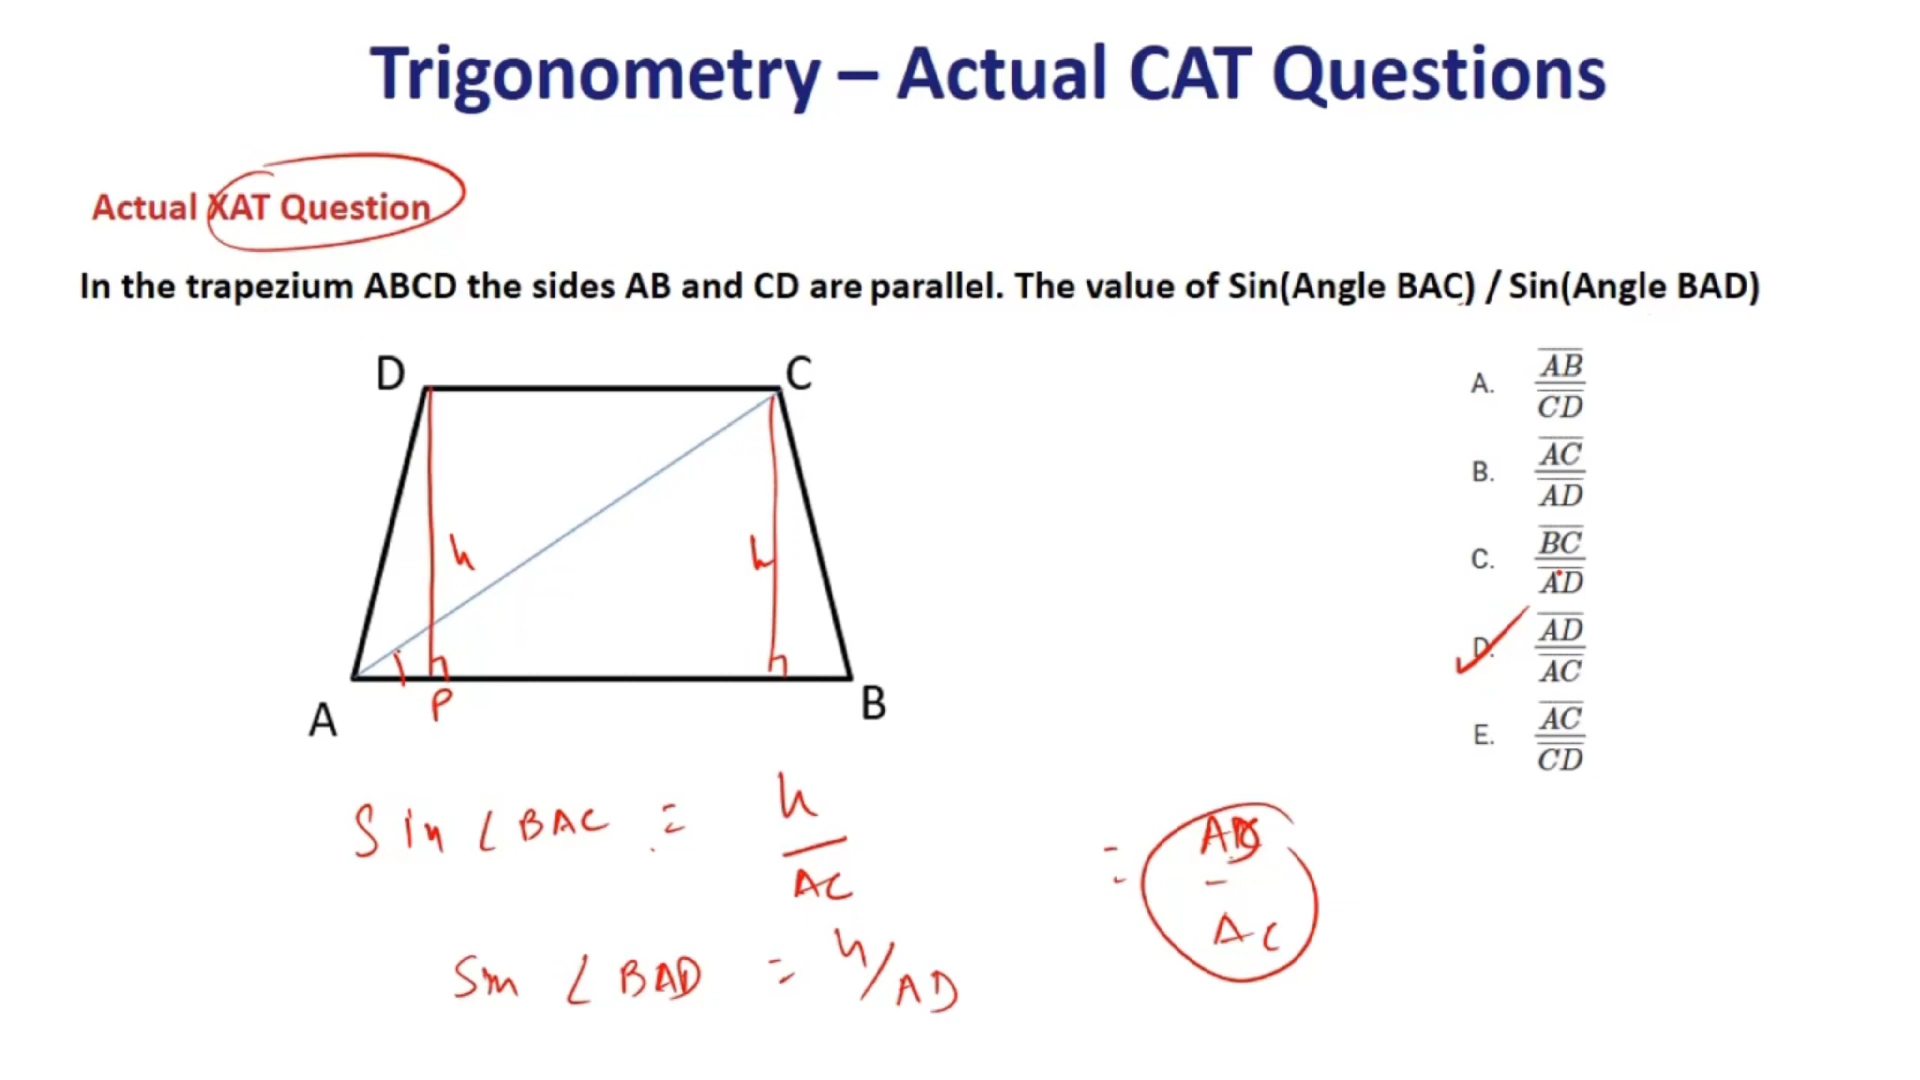 Trigonometry – Actual CAT Questions
Actual XAT Question
In the trapezium ABCD the sides AB and CD are parallel. The value of Sin(Angle BAC) / Sin(Angle BAD)
D C
A. AB
CD
B. AC
AD
C. BC
AD
D. AD
AC
E. AC
CD
h h
A P B
Sin ∠BAC = h
AC
= AD
AC
Sin ∠BAD = h/AD